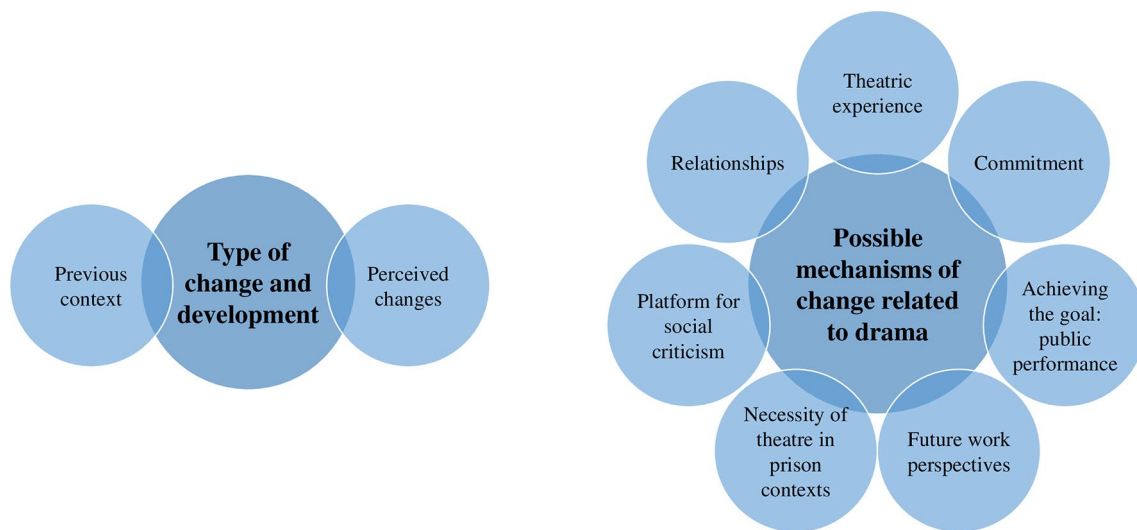 Previous
context
Type of
change and
development
Perceived
changes
Theatric
experience
Relationships
Commitment
Possible
mechanisms of
change related
to drama
Platform for
social
criticism
Achieving
the goal:
public
performance
Necessity of
theatre in
prison
contexts
Future work
perspectives